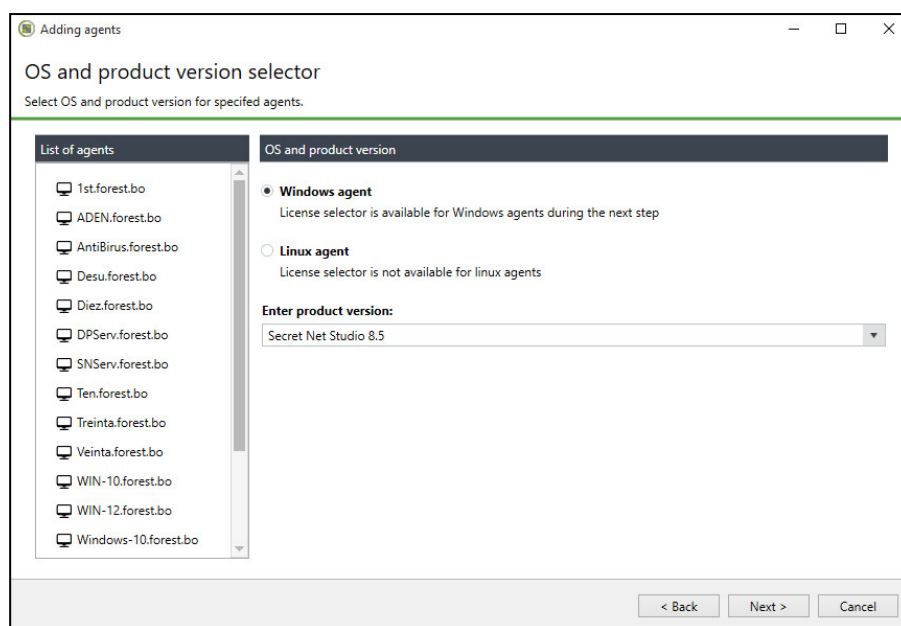 Adding agents
OS and product version selector
Select OS and product version for specifed agents.
List of agents
1st.forest.bo
ADEN.forest.bo
AntiBirus.forest.bo
Desu.forest.bo
Diez.forest.bo
DPServ.forest.bo
SNServ.forest.bo
Ten.forest.bo
Treinta.forest.bo
Veinta.forest.bo
WIN-10.forest.bo
WIN-12.forest.bo
Windows-10.forest.bo
OS and product version
Windows agent
License selector is available for Windows agents during the next step
Linux agent
License selector is not available for linux agents
Enter product version:
Secret Net Studio 8.5
< Back
Next >
Cancel